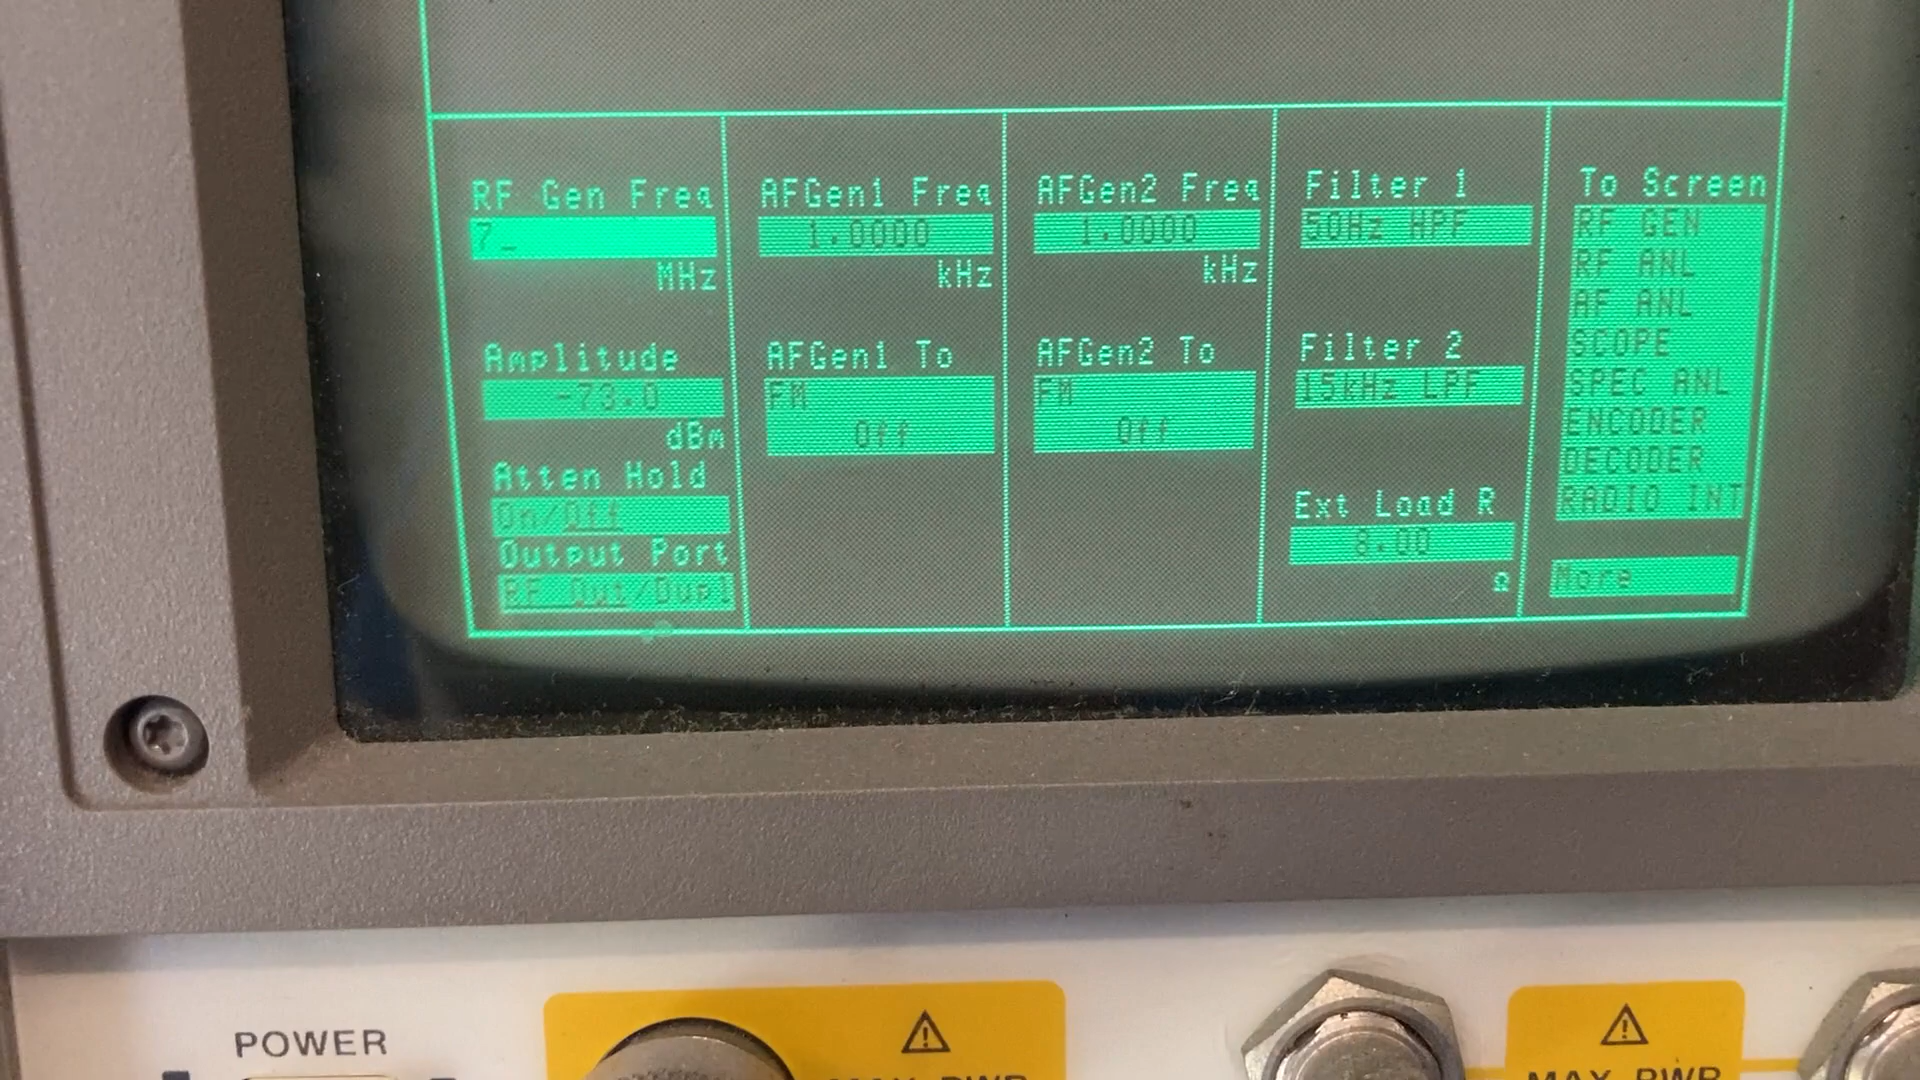 RF Gen Freq
7_
MHz
Amplitude
-73.0
dBm
Atten Hold
On/Off
Output Port
RF Out/Dupl
AFGen1 Freq
1.0000
kHz
AFGen1 To
FM
Off
AFGen2 Freq
1.0000
kHz
AFGen2 To
FM
Off
Filter 1
50Hz HPF
Filter 2
15kHz LPF
Ext Load R
8.00
Ω
To Screen
RF GEN
RF ANL
AF ANL
SCOPE
SPEC ANL
ENCODER
DECODER
RADIO INT
More
POWER
MAX PWR
MAX PWR